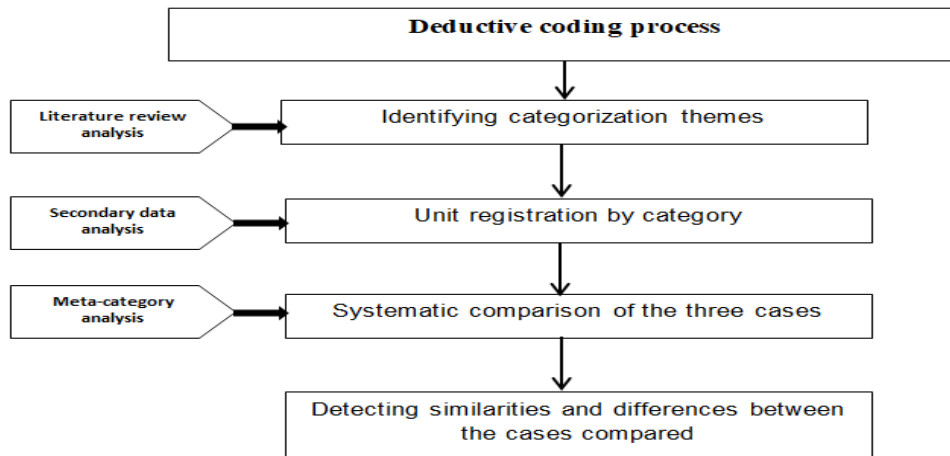 Deductive coding process
Literature review
analysis
Identifying categorization themes
Secondary data
analysis
Unit registration by category
Meta-category
analysis
Systematic comparison of the three cases
Detecting similarities and differences between
the cases compared